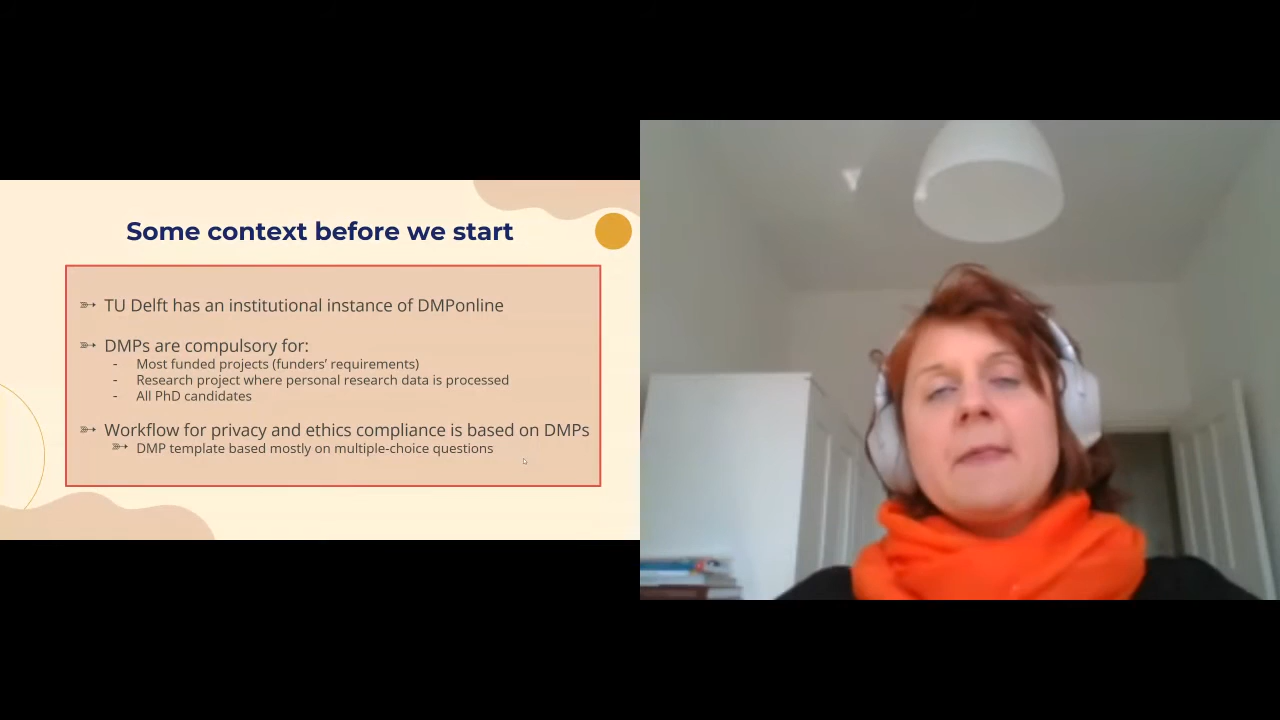 Some context before we start
➳ TU Delft has an institutional instance of DMPonline
➳ DMPs are compulsory for:
- Most funded projects (funders’ requirements)
- Research project where personal research data is processed
- All PhD candidates
➳ Workflow for privacy and ethics compliance is based on DMPs
➳ DMP template based mostly on multiple-choice questions